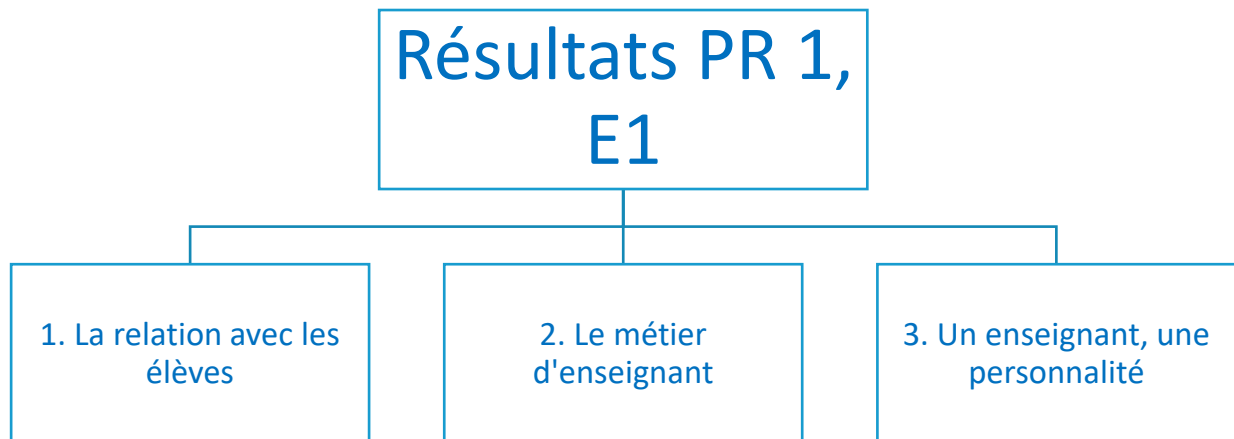 Résultats PR 1,
E1
1. La relation avec les
élèves
2. Le métier
d'enseignant
3. Un enseignant, une
personnalité